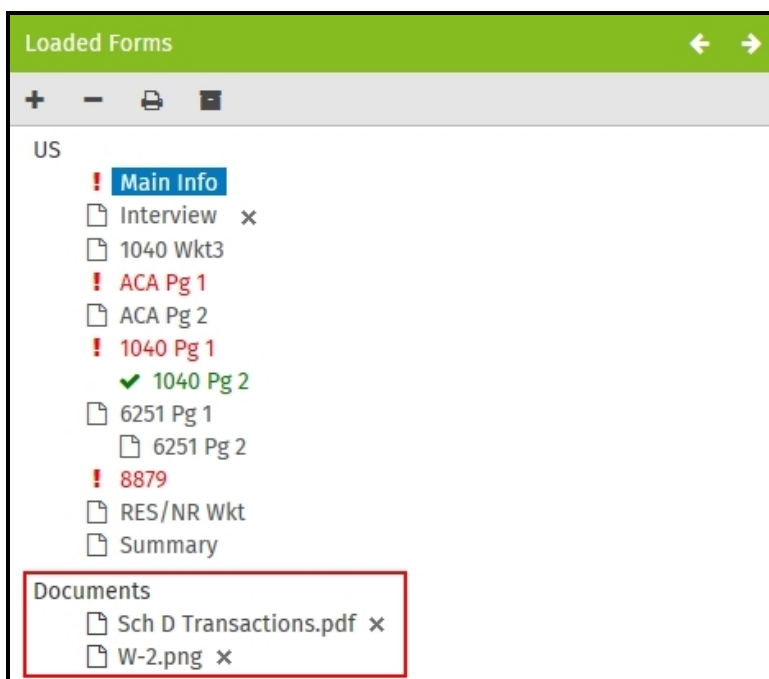 Loaded Forms
US
Main Info
Interview
1040 Wkt3
ACA Pg 1
ACA Pg 2
1040 Pg 1
1040 Pg 2
6251 Pg 1
6251 Pg 2
8879
RES/NR Wkt
Summary
Documents
Sch D Transactions.pdf
W-2.png